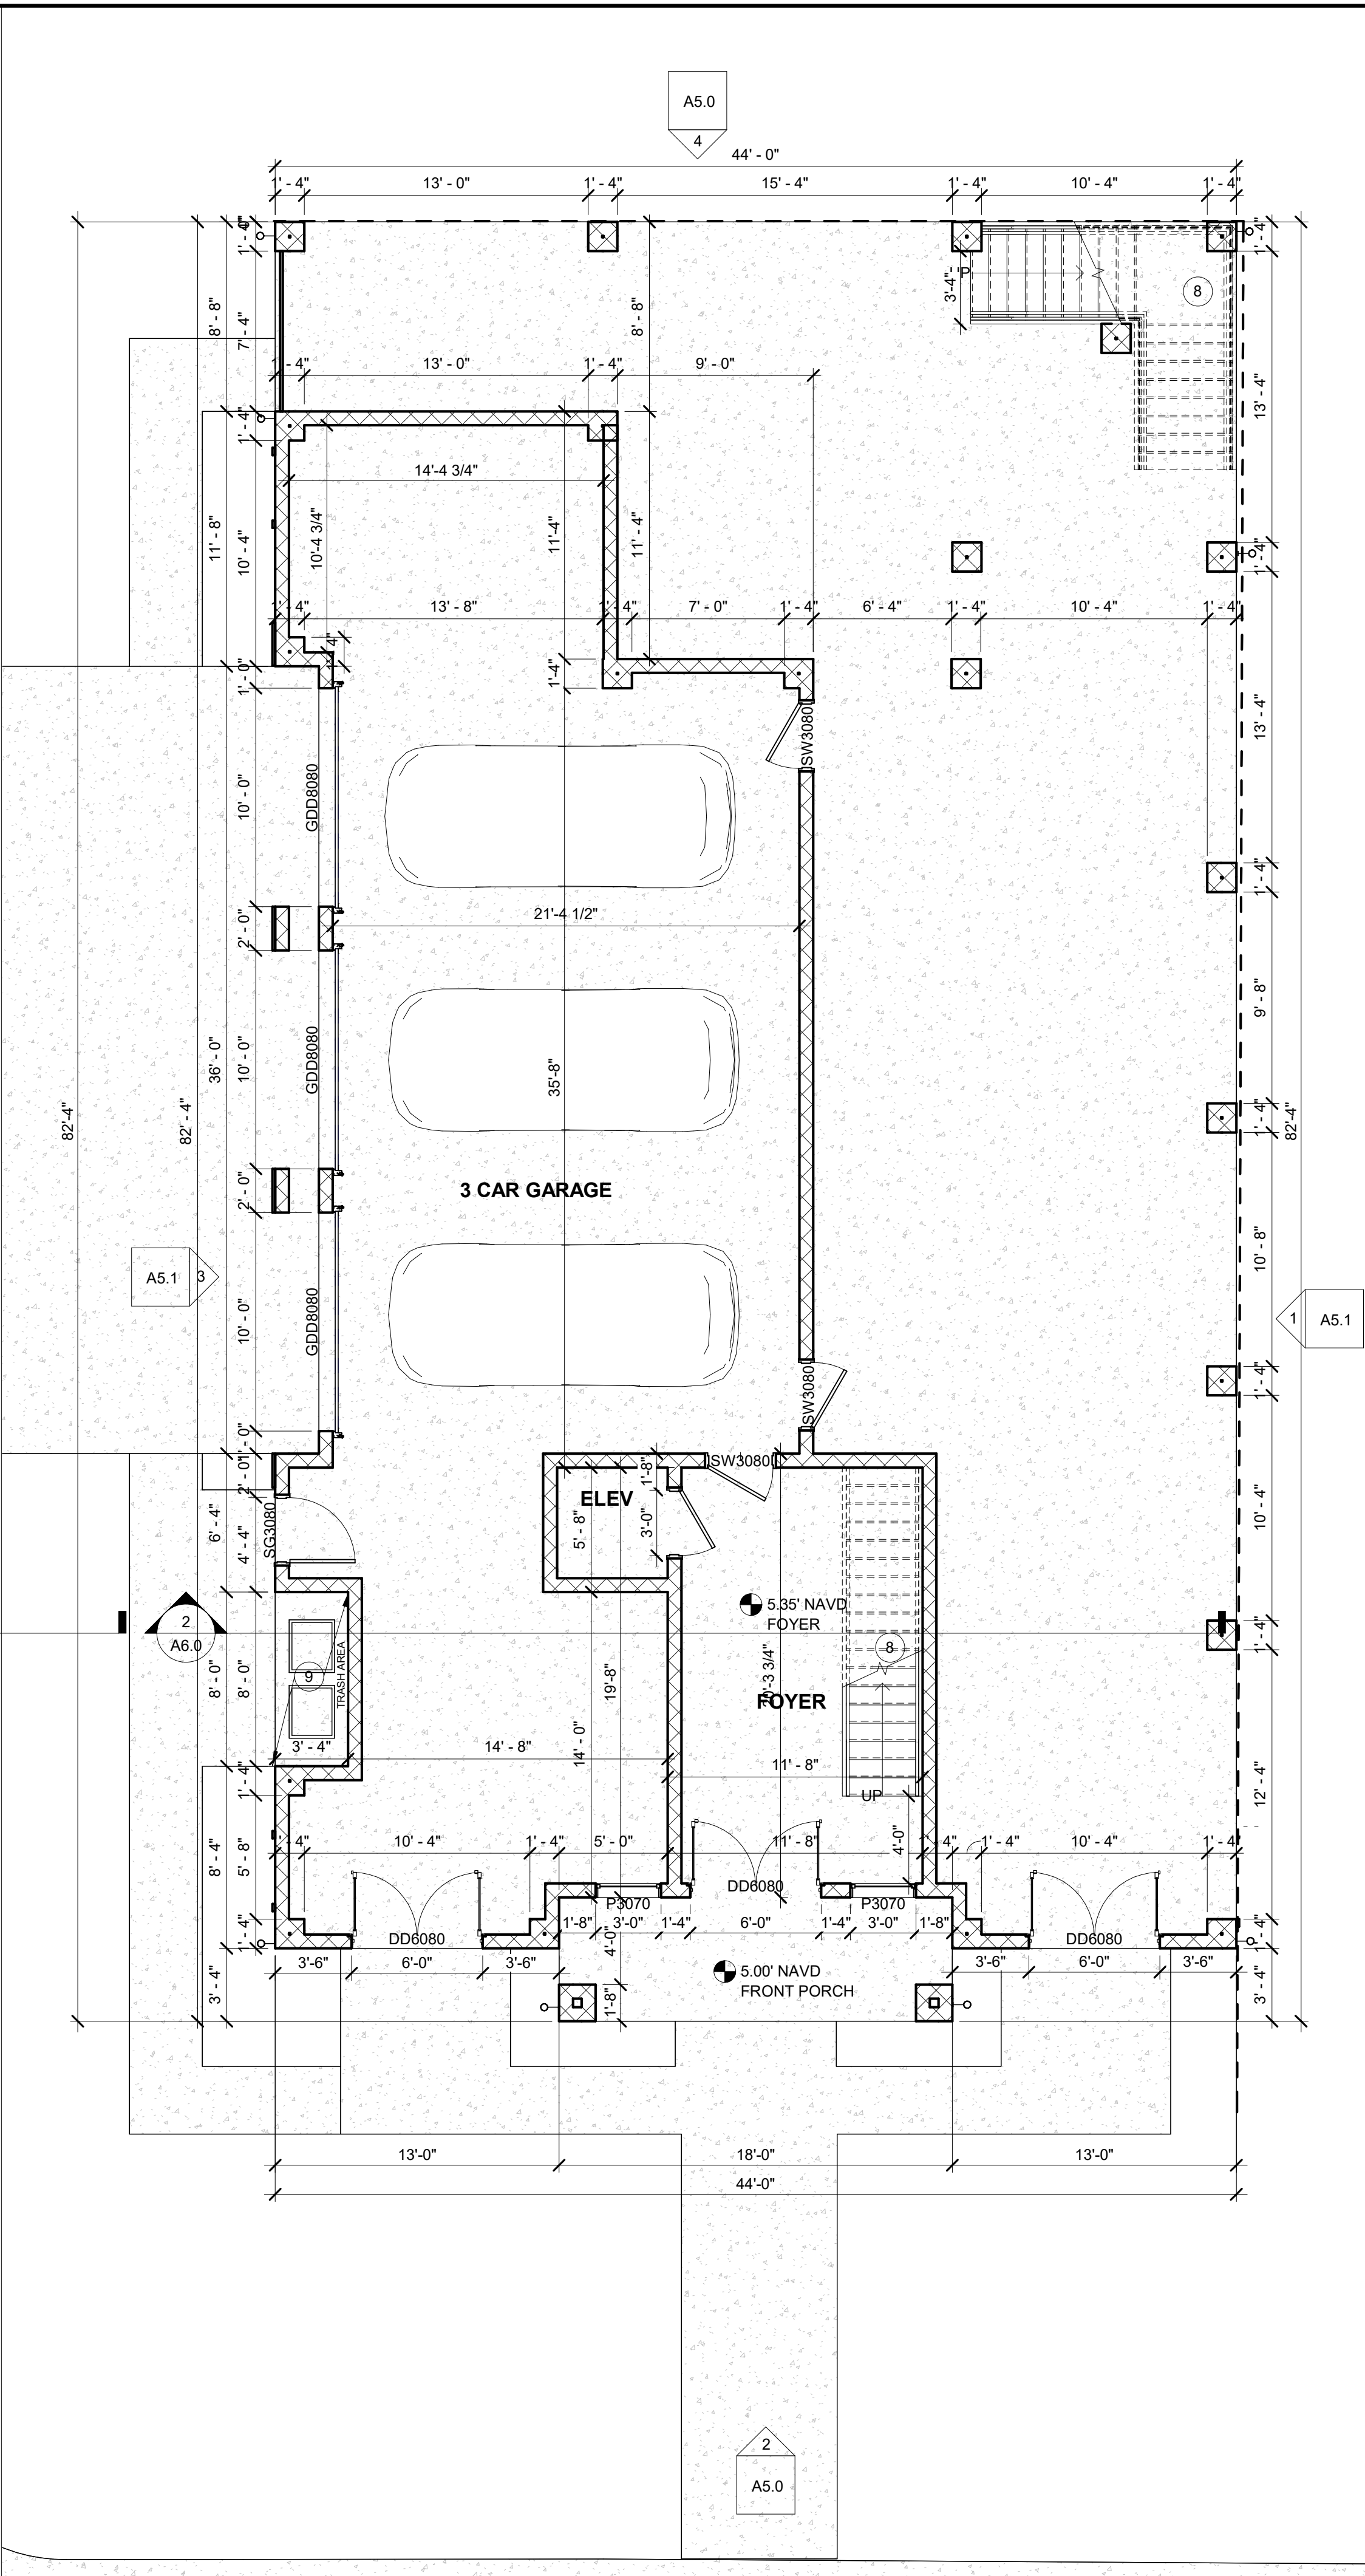 A5.0
4
44' - 0"
1' - 4"
13' - 0"
1' - 4"
15' - 4"
1' - 4"
10' - 4"
1' - 4"
1' - 4"
3'-4"
8
1' - 4"
8' - 8"
7' - 4"
8' - 8"
13' - 0"
1' - 4"
9' - 0"
13' - 4"
1' - 4"
14'-4 3/4"
10'-4 3/4"
11'-4"
11' - 4"
11' - 8"
10' - 4"
1' - 4"
13' - 8"
1' - 4"
7' - 0"
1' - 4"
6' - 4"
1' - 4"
10' - 4"
1' - 4"
1' - 0"
1'-4"
SW3080
13' - 4"
10' - 0"
GDD8080
1' - 4"
21'-4 1/2"
2' - 0"
9' - 8"
36' - 0"
10' - 0"
GDD8080
35'-8"
82'-4"
82' - 4"
1' - 4"
82'-4"
3 CAR GARAGE
2' - 0"
A5.1
3
10' - 0"
GDD8080
10' - 8"
1
A5.1
1' - 4"
SW3080
2' - 0"
SW3080
1'-8"
ELEV
6' - 4"
4' - 4"
SG3080
5' - 8"
3'-0"
10' - 4"
5.35' NAVD
FOYER
2
A6.0
8
1' - 4"
9
TRASH AREA
8' - 0"
8' - 0"
19'-8"
FOYER
3' - 4"
14' - 8"
14' - 0"
11' - 8"
UP
12' - 4"
1' - 4"
8' - 4"
5' - 8"
10' - 4"
1' - 4"
5' - 0"
11' - 8"
4'-0"
1' - 4"
1' - 4"
10' - 4"
1' - 4"
DD6080
P3070
P3070
1'-8"
3'-0"
1'-4"
6'-0"
1'-4"
3'-0"
1'-8"
DD6080
DD6080
1' - 4"
1' - 4"
4'-0"
3'-6"
6'-0"
3'-6"
5.00' NAVD
FRONT PORCH
3'-6"
6'-0"
3'-6"
3' - 4"
1'-8"
3' - 4"
13'-0"
18'-0"
13'-0"
44'-0"
2
A5.0